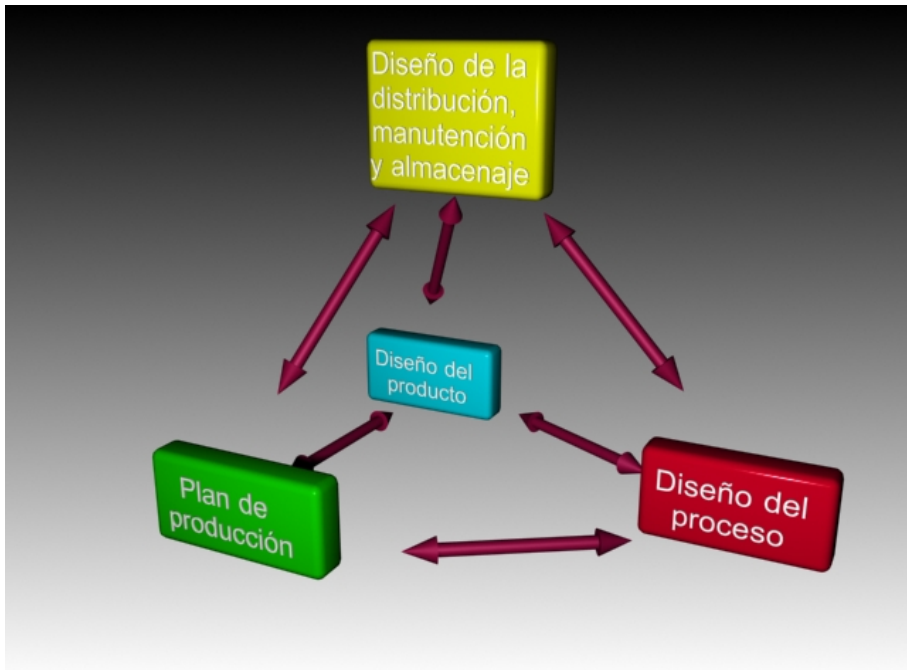 Diseño de la
distribución,
manutención
y almacenaje
Diseño del
producto
Plan de
producción
Diseño del
proceso